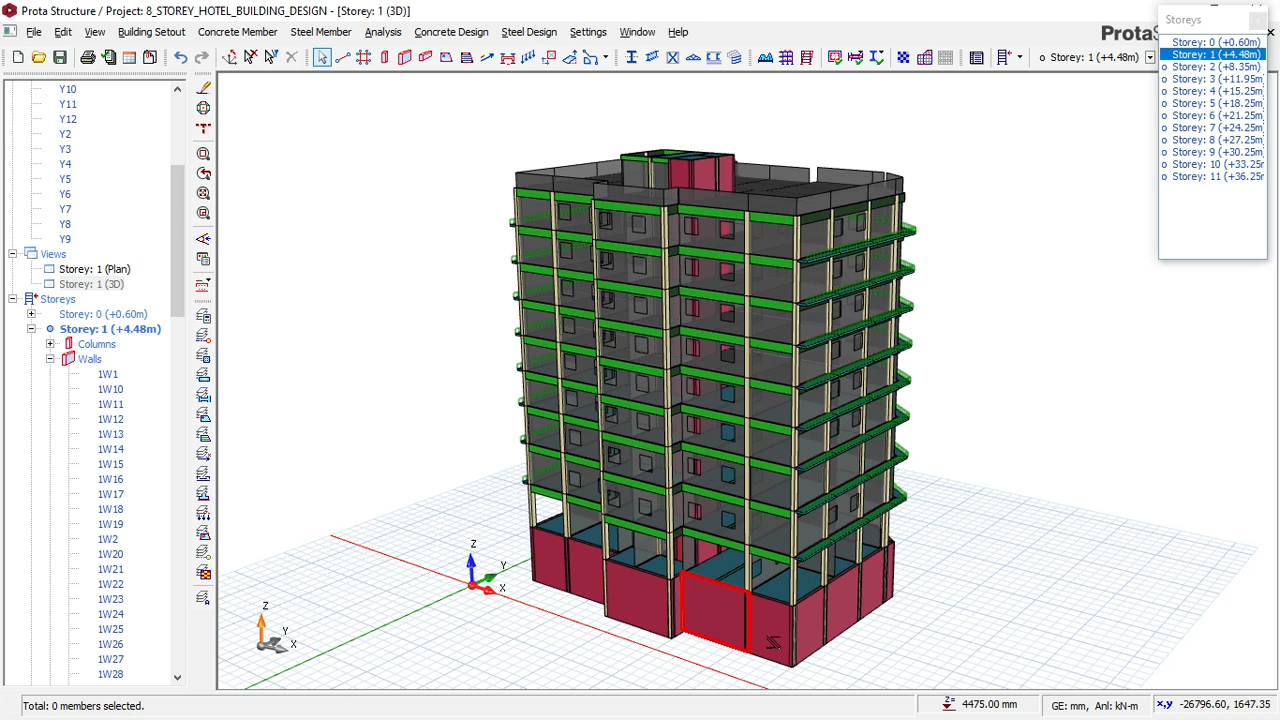 Prota Structure / Project: 8_STOREY_HOTEL_BUILDING_DESIGN - [Storey: 1 (3D)]
File Edit View Building Setout Concrete Member Steel Member Analysis Concrete Design Steel Design Settings Window Help
Storey: 1 (+4.48m)
Storeys
Storey: 0 (+0.60m)
Storey: 1 (+4.48m)
Storey: 2 (+8.35m)
Storey: 3 (+11.95m
Storey: 4 (+15.25m
Storey: 5 (+18.25m
Storey: 6 (+21.25m
Storey: 7 (+24.25m
Storey: 8 (+27.25m
Storey: 9 (+30.25m
Storey: 10 (+33.25
Storey: 11 (+36.25
Y10
Y11
Y12
Y2
Y3
Y4
Y5
Y6
Y7
Y8
Y9
Views
Storey: 1 (Plan)
Storey: 1 (3D)
Storeys
Storey: 0 (+0.60m)
Storey: 1 (+4.48m)
Columns
Walls
1W1
1W10
1W11
1W12
1W13
1W14
1W15
1W16
1W17
1W18
1W19
1W2
1W20
1W21
1W22
1W23
1W24
1W25
1W26
1W27
1W28
Z
Y
X
Z
Y
X
Total: 0 members selected.
Z= 4475.00 mm
GE: mm, Anl: kN-m
x,y -26796.60, 1647.35